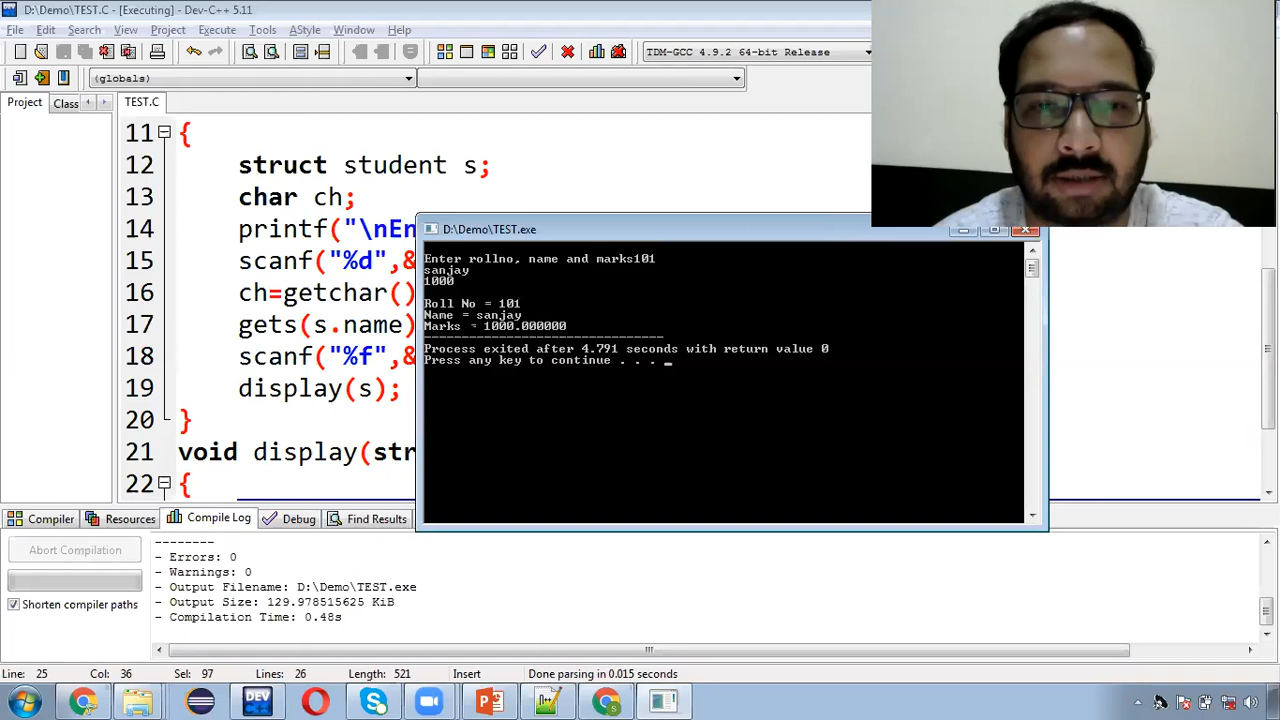 D:\Demo\TEST.C - [Executing] - Dev-C++ 5.11
File Edit Search View Project Execute Tools AStyle Window Help
TDM-GCC 4.9.2 64-bit Release
(globals)
Project Class TEST.C
11 {
12 struct student s;
13 char ch;
14 printf("\nEn
15 scanf("%d",&
16 ch=getchar()
17 gets(s.name)
18 scanf("%f",&
19 display(s);
20 }
21 void display(str
22 {
D:\Demo\TEST.exe
Enter rollno, name and marks101
sanjay
1000
Roll No = 101
Name = sanjay
Marks = 1000.000000
--------------------------------
Process exited after 4.791 seconds with return value 0
Press any key to continue . . . _
Compiler Resources Compile Log Debug Find Results
Abort Compilation
Shorten compiler paths
--------
- Errors: 0
- Warnings: 0
- Output Filename: D:\Demo\TEST.exe
- Output Size: 129.978515625 KiB
- Compilation Time: 0.48s
Line: 25 Col: 36 Sel: 97 Lines: 26 Length: 521 Insert Done parsing in 0.015 seconds
DEV